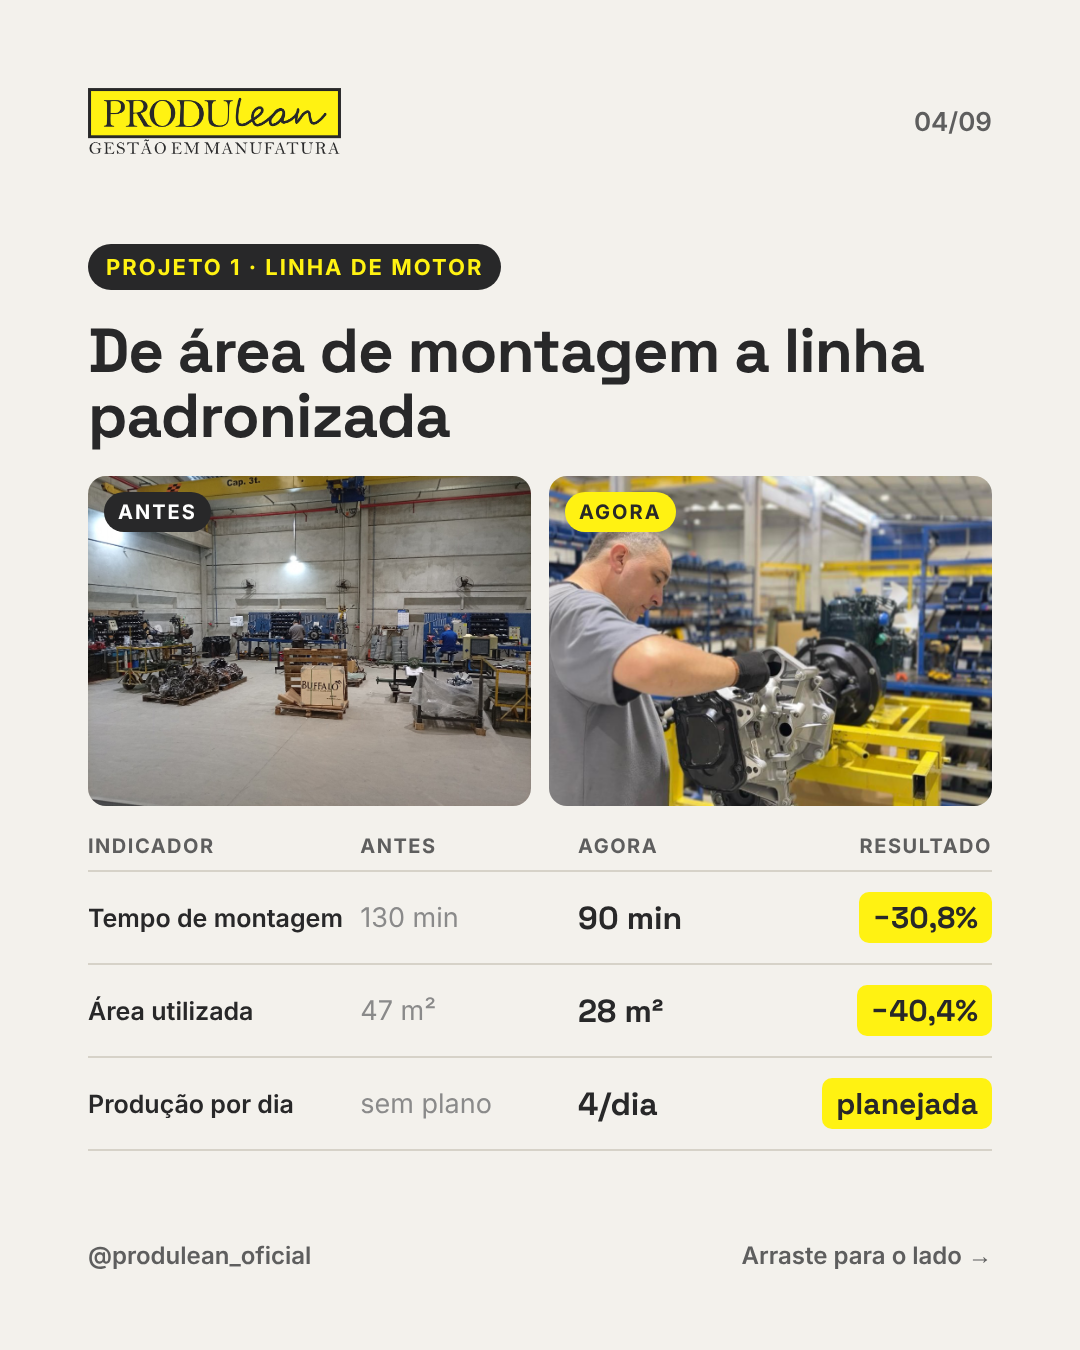 PRODUlean
GESTÃO EM MANUFATURA
04/09
PROJETO 1 · LINHA DE MOTOR
De área de montagem a linha
padronizada
Cap. 3t.
ANTES
AGORA
BUFFALO
INDICADOR ANTES AGORA RESULTADO
Tempo de montagem 130 min 90 min −30,8%
Área utilizada 47 m² 28 m² −40,4%
Produção por dia sem plano 4/dia planejada
@produlean_oficial
Arraste para o lado →